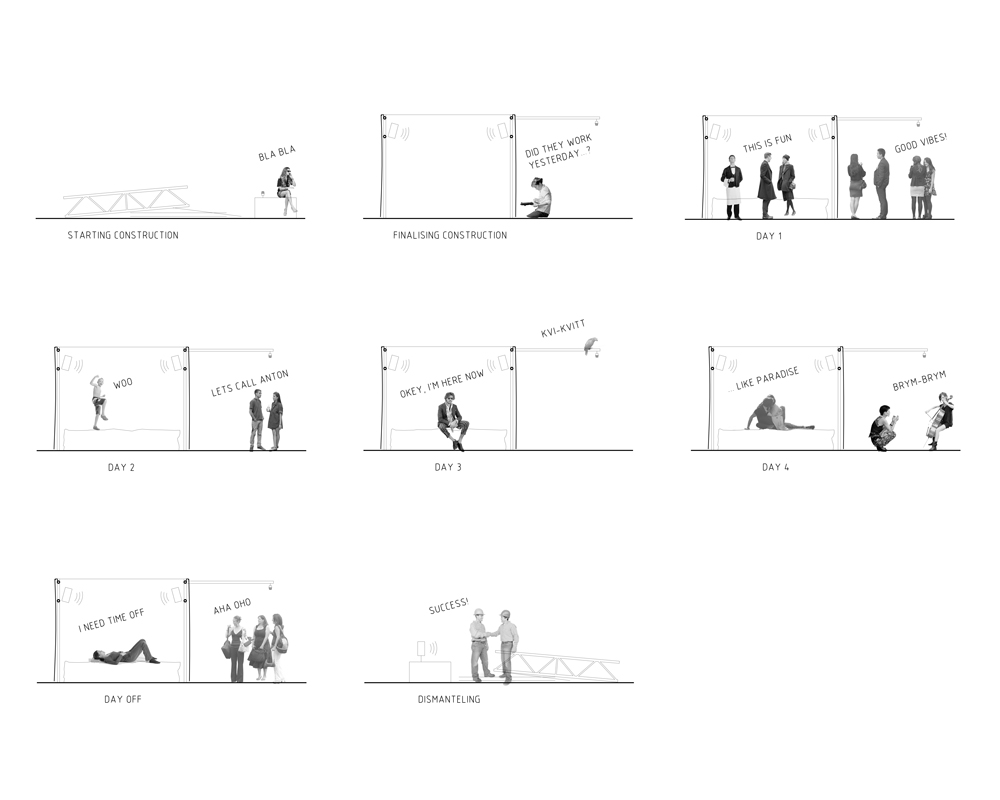 BLA BLA
STARTING CONSTRUCTION
DID THEY WORK
YESTERDAY...?
FINALISING CONSTRUCTION
THIS IS FUN
GOOD VIBES!
DAY 1
WOO
LETS CALL ANTON
DAY 2
OKEY, I'M HERE NOW
KVI-KVITT
DAY 3
... LIKE PARADISE
BRYM-BRYM
DAY 4
I NEED TIME OFF
AHA OHO
DAY OFF
SUCCESS!
DISMANTELING